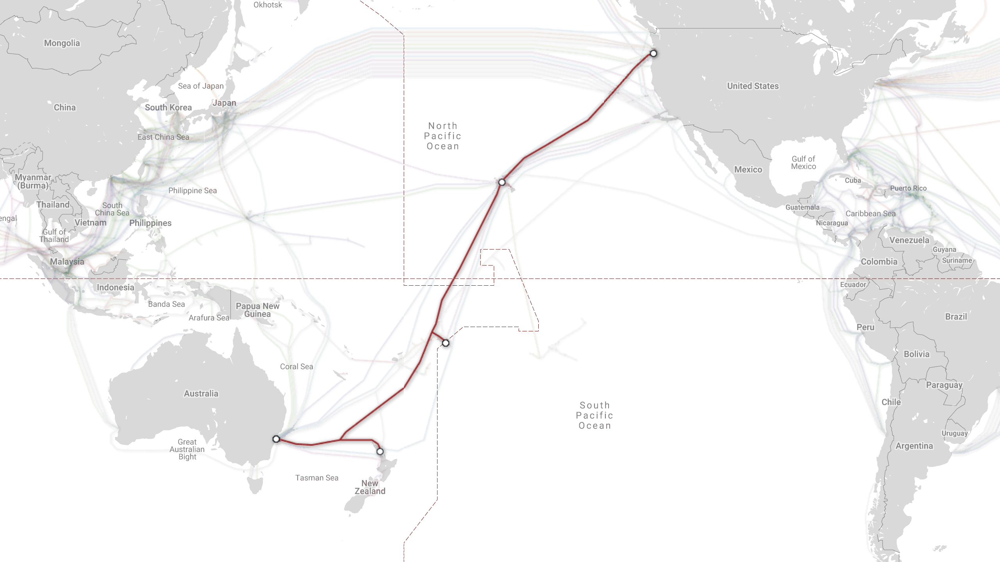 Okhotsk
Mongolia
Sea of Japan
United States
Japan
China
South Korea
North
Pacific
Ocean
East China Sea
Gulf of
Mexico
Mexico
Myanmar
(Burma)
Cuba
Puerto Rico
Philippine Sea
Thailand
South
China Sea
Guatemala
Caribbean Sea
engal
Vietnam
Philippines
Nicaragua
Gulf of
Thailand
Venezuela
Guyana
Malaysia
Colombia
Suriname
Indonesia
Ecuador
Banda Sea
Papua New
Guinea
Arafura Sea
Brazil
Peru
Bolivia
Coral Sea
Paraguay
Australia
Chile
South
Pacific
Ocean
Uruguay
Great
Australian
Bight
Argentina
Tasman Sea
New
Zealand